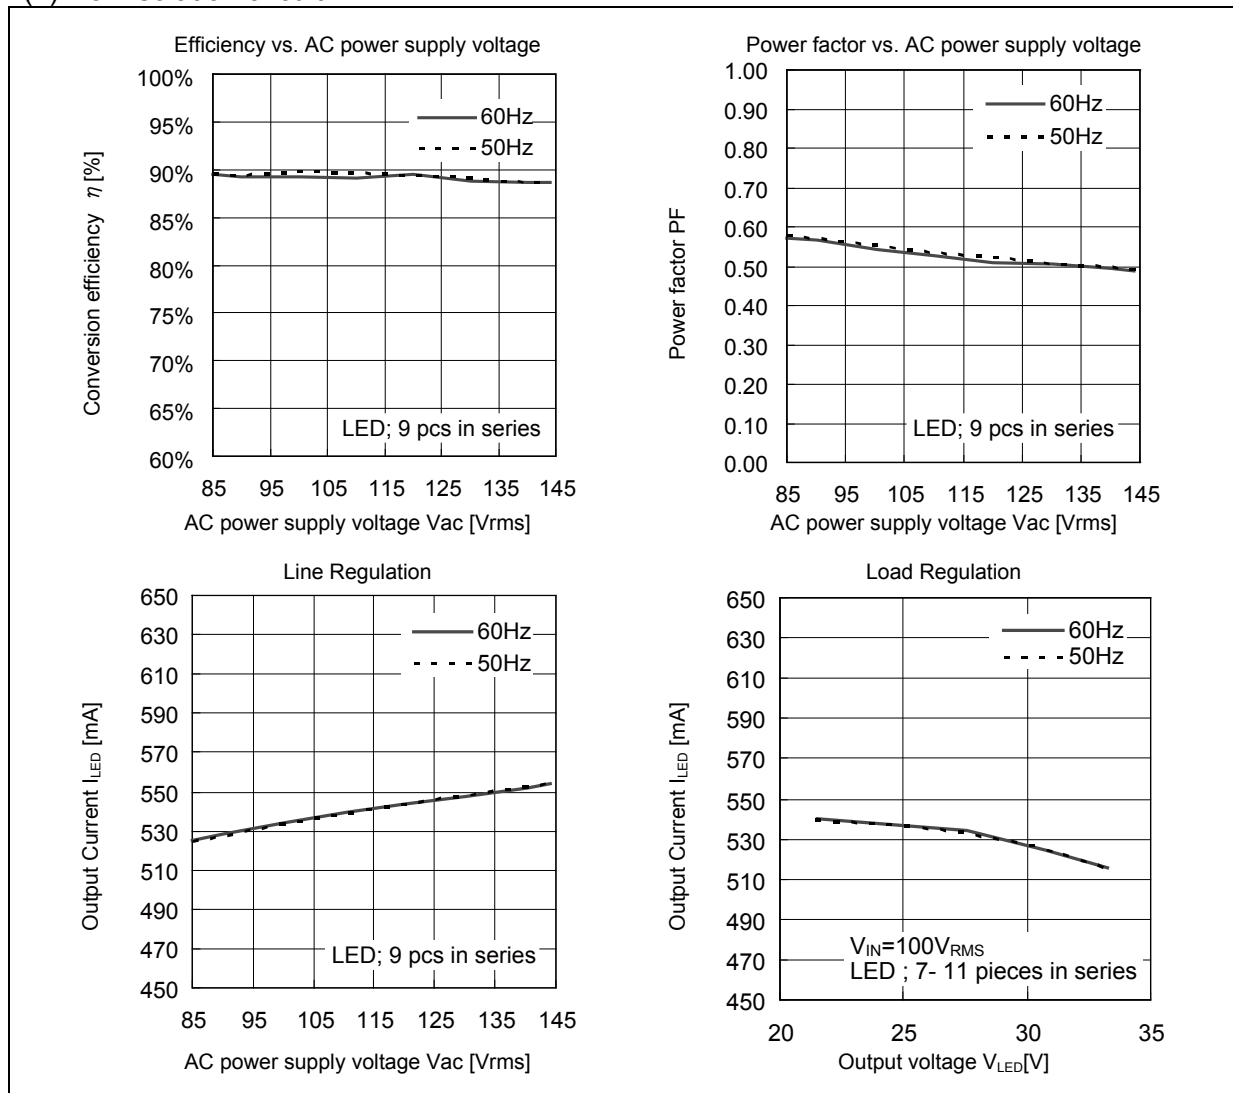 Efficiency vs. AC power supply voltage
100%
95%
90%
85%
80%
75%
70%
65%
60%
Conversion efficiency η [%]
60Hz
50Hz
LED; 9 pcs in series
85 95 105 115 125 135 145
AC power supply voltage Vac [Vrms]
Power factor vs. AC power supply voltage
1.00
0.90
0.80
0.70
0.60
0.50
0.40
0.30
0.20
0.10
0.00
Power factor PF
60Hz
50Hz
LED; 9 pcs in series
85 95 105 115 125 135 145
AC power supply voltage Vac [Vrms]
Line Regulation
650
630
610
590
570
550
530
510
490
470
450
Output Current ILED [mA]
60Hz
50Hz
LED; 9 pcs in series
85 95 105 115 125 135 145
AC power supply voltage Vac [Vrms]
Load Regulation
650
630
610
590
570
550
530
510
490
470
450
Output Current ILED [mA]
60Hz
50Hz
VIN=100VRMS
LED ; 7- 11 pieces in series
20 25 30 35
Output voltage VLED[V]